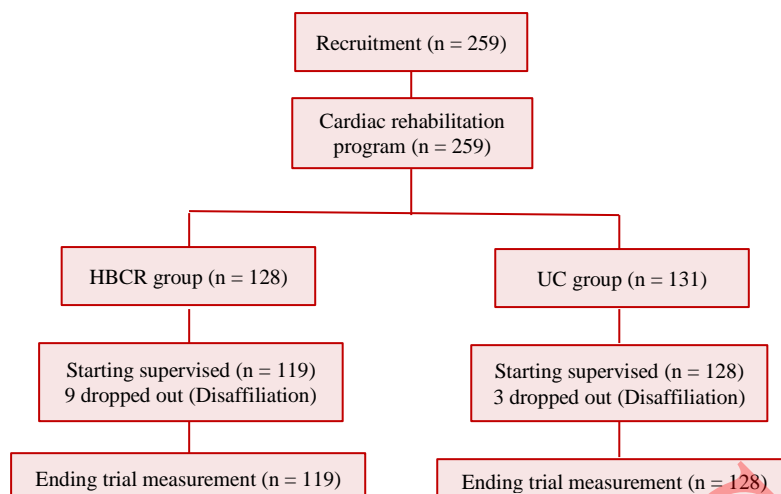 Recruitment (n = 259)
Cardiac rehabilitation
program (n = 259)
HBCR group (n = 128)
UC group (n = 131)
Starting supervised (n = 119)
9 dropped out (Disaffiliation)
Starting supervised (n = 128)
3 dropped out (Disaffiliation)
Ending trial measurement (n = 119)
Ending trial measurement (n = 128)